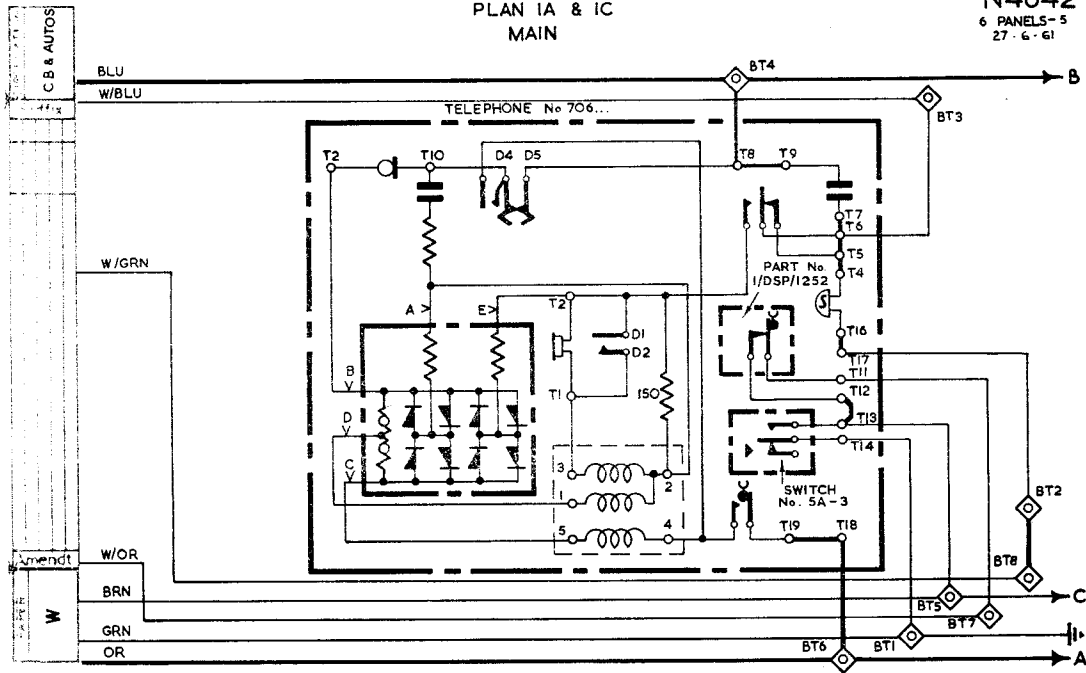 PLAN 1A & 1C
MAIN
N4842
6 PANELS-5
27·6·61
C B & AUTOS
BLU
BT4
B
W/BLU
BT3
TELEPHONE No 706...
T2
T10
D4
D5
T8
T9
T7
T6
T5
T4
W/GRN
PART No.
1/DSP/1252
S
A
E
T2
D1
D2
T16
T17
T11
B
T1
150
T12
D
T13
T14
C
3
2
1
SWITCH
No. 5A-3
5
4
T19
T18
BT2
Amendt
W/OR
BT8
BRN
BT5
C
W
BT7
GRN
BT1
OR
BT6
A